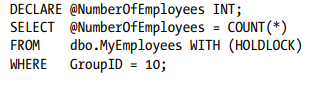 DECLARE @NumberOfEmployees INT;
SELECT @NumberOfEmployees = COUNT(*)
FROM dbo.MyEmployees WITH (HOLDLOCK)
WHERE GroupID = 10;